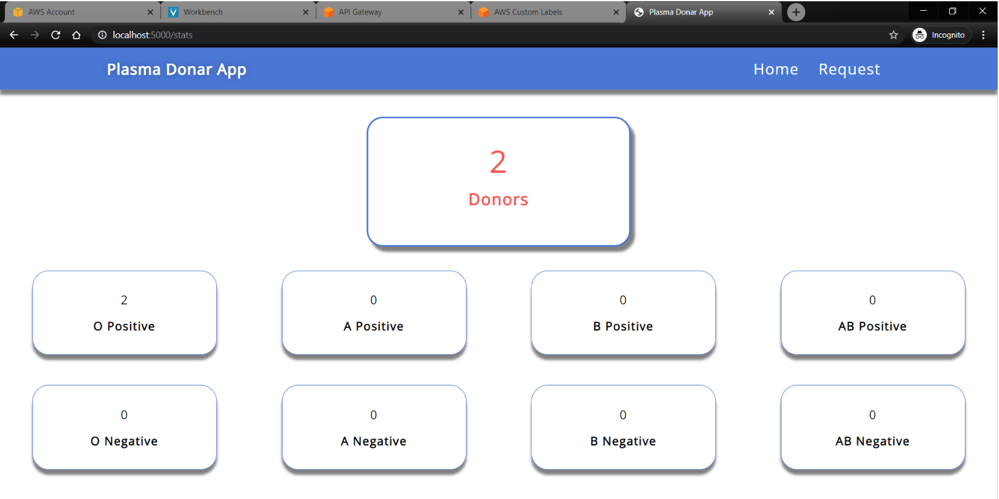 AWS Account Workbench API Gateway AWS Custom Labels Plasma Donar App
localhost:5000/stats Incognito
Plasma Donar App Home Request
2
Donors
2 0 0 0
O Positive A Positive B Positive AB Positive
0 0 0 0
O Negative A Negative B Negative AB Negative